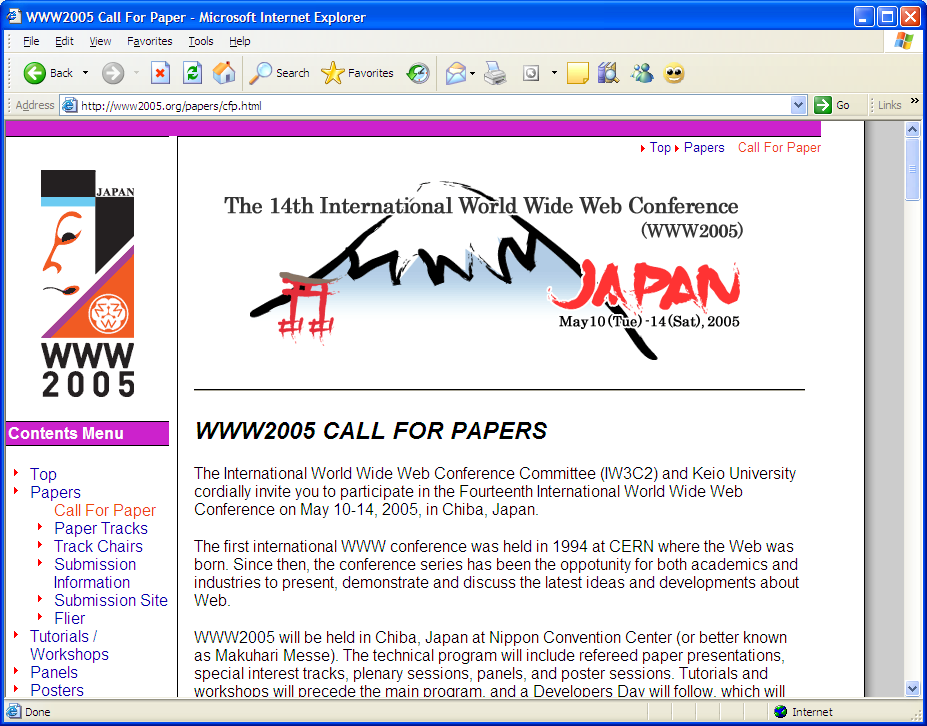 WWW2005 Call For Paper - Microsoft Internet Explorer
File Edit View Favorites Tools Help
Back Search Favorites
Address http://www2005.org/papers/cfp.html Go Links »
Top Papers Call For Paper
JAPAN
WWW
2005
The 14th International World Wide Web Conference
(WWW2005)
JAPAN
May 10 (Tue) - 14 (Sat), 2005
Contents Menu
Top
Papers
Call For Paper
Paper Tracks
Track Chairs
Submission
Information
Submission Site
Flier
Tutorials /
Workshops
Panels
Posters
WWW2005 CALL FOR PAPERS
The International World Wide Web Conference Committee (IW3C2) and Keio University
cordially invite you to participate in the Fourteenth International World Wide Web
Conference on May 10-14, 2005, in Chiba, Japan.
The first international WWW conference was held in 1994 at CERN where the Web was
born. Since then, the conference series has been the oppotunity for both academics and
industries to present, demonstrate and discuss the latest ideas and developments about
Web.
WWW2005 will be held in Chiba, Japan at Nippon Convention Center (or better known
as Makuhari Messe). The technical program will include refereed paper presentations,
special interest tracks, plenary sessions, panels, and poster sessions. Tutorials and
workshops will precede the main program, and a Developers Day will follow, which will
Done Internet